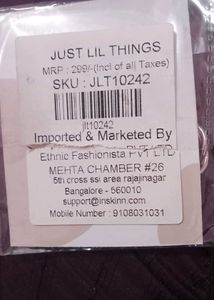 JUST LIL THINGS
MRP : 299/-(Incl of all Taxes)
SKU : JLT10242
jlt10242
Imported & Marketed By
Ethnic Fashionista PVT LTD
MEHTA CHAMBER #26
5th cross ssi area rajajinagar
Bangalore - 560010
support@inskinn.com
Mobile Number : 9108031031